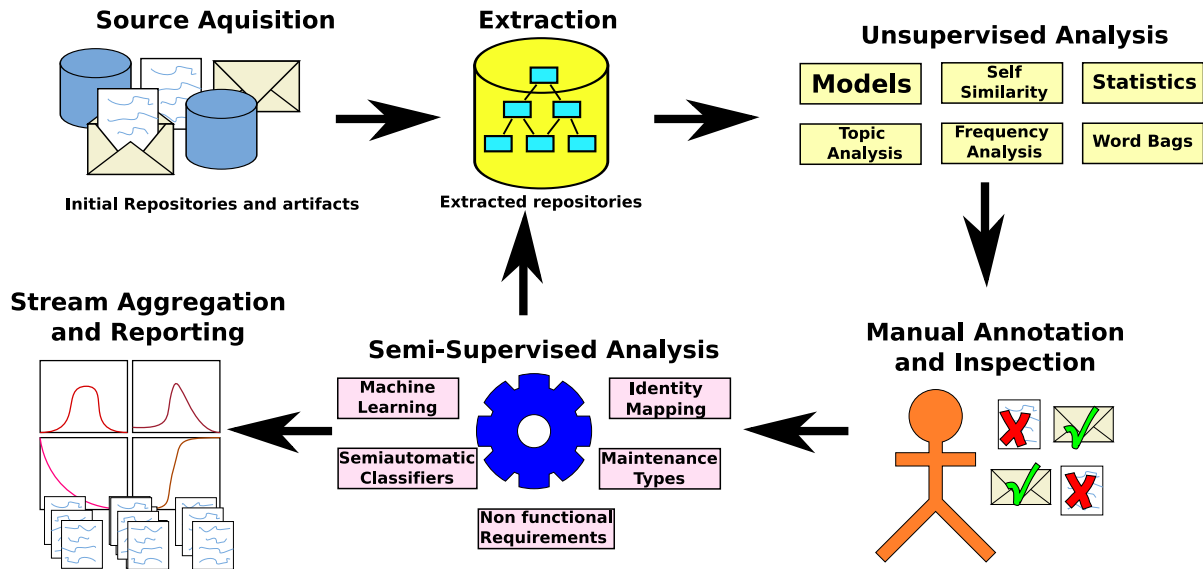 Source Aquisition
Initial Repositories and artifacts
Extraction
Extracted repositories
Unsupervised Analysis
Models
Self
Similarity
Statistics
Topic
Analysis
Frequency
Analysis
Word Bags
Manual Annotation
and Inspection
Semi-Supervised Analysis
Machine
Learning
Identity
Mapping
Semiautomatic
Classifiers
Maintenance
Types
Non functional
Requirements
Stream Aggregation
and Reporting